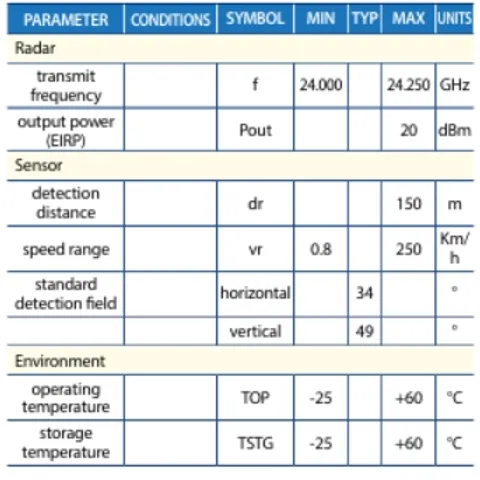 PARAMETER CONDITIONS SYMBOL MIN TYP MAX UNITS
Radar
transmit
frequency f 24.000 24.250 GHz
output power
(EIRP) Pout 20 dBm
Sensor
detection
distance dr 150 m
speed range vr 0.8 250 Km/
h
standard
detection field horizontal 34 °
vertical 49 °
Environment
operating
temperature TOP -25 +60 °C
storage
temperature TSTG -25 +60 °C